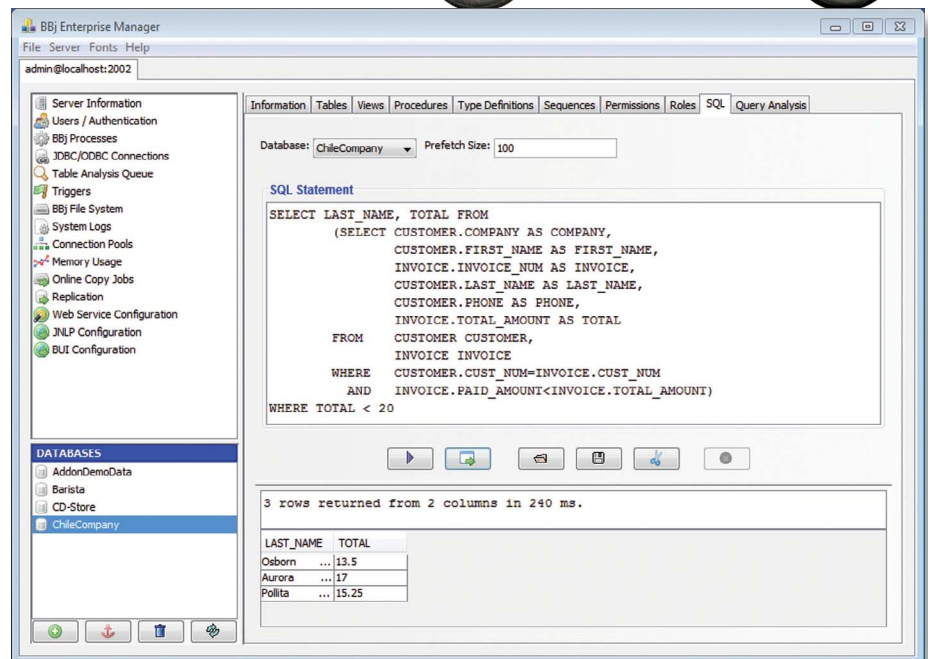 BBj Enterprise Manager
File Server Fonts Help
admin@localhost:2002
Server Information
Users / Authentication
BBj Processes
JDBC/ODBC Connections
Table Analysis Queue
Triggers
BBj File System
System Logs
Connection Pools
Memory Usage
Online Copy Jobs
Replication
Web Service Configuration
JNLP Configuration
BUI Configuration
DATABASES
AddonDemoData
Barista
CD-Store
ChileCompany
Information Tables Views Procedures Type Definitions Sequences Permissions Roles SQL Query Analysis
Database: ChileCompany Prefetch Size: 100
SQL Statement
SELECT LAST_NAME, TOTAL FROM
(SELECT CUSTOMER.COMPANY AS COMPANY,
CUSTOMER.FIRST_NAME AS FIRST_NAME,
INVOICE.INVOICE_NUM AS INVOICE,
CUSTOMER.LAST_NAME AS LAST_NAME,
CUSTOMER.PHONE AS PHONE,
INVOICE.TOTAL_AMOUNT AS TOTAL
FROM CUSTOMER CUSTOMER,
INVOICE INVOICE
WHERE CUSTOMER.CUST_NUM=INVOICE.CUST_NUM
AND INVOICE.PAID_AMOUNT<INVOICE.TOTAL_AMOUNT)
WHERE TOTAL < 20
3 rows returned from 2 columns in 240 ms.
LAST_NAME TOTAL
Osborn ... 13.5
Aurora ... 17
Pollita ... 15.25